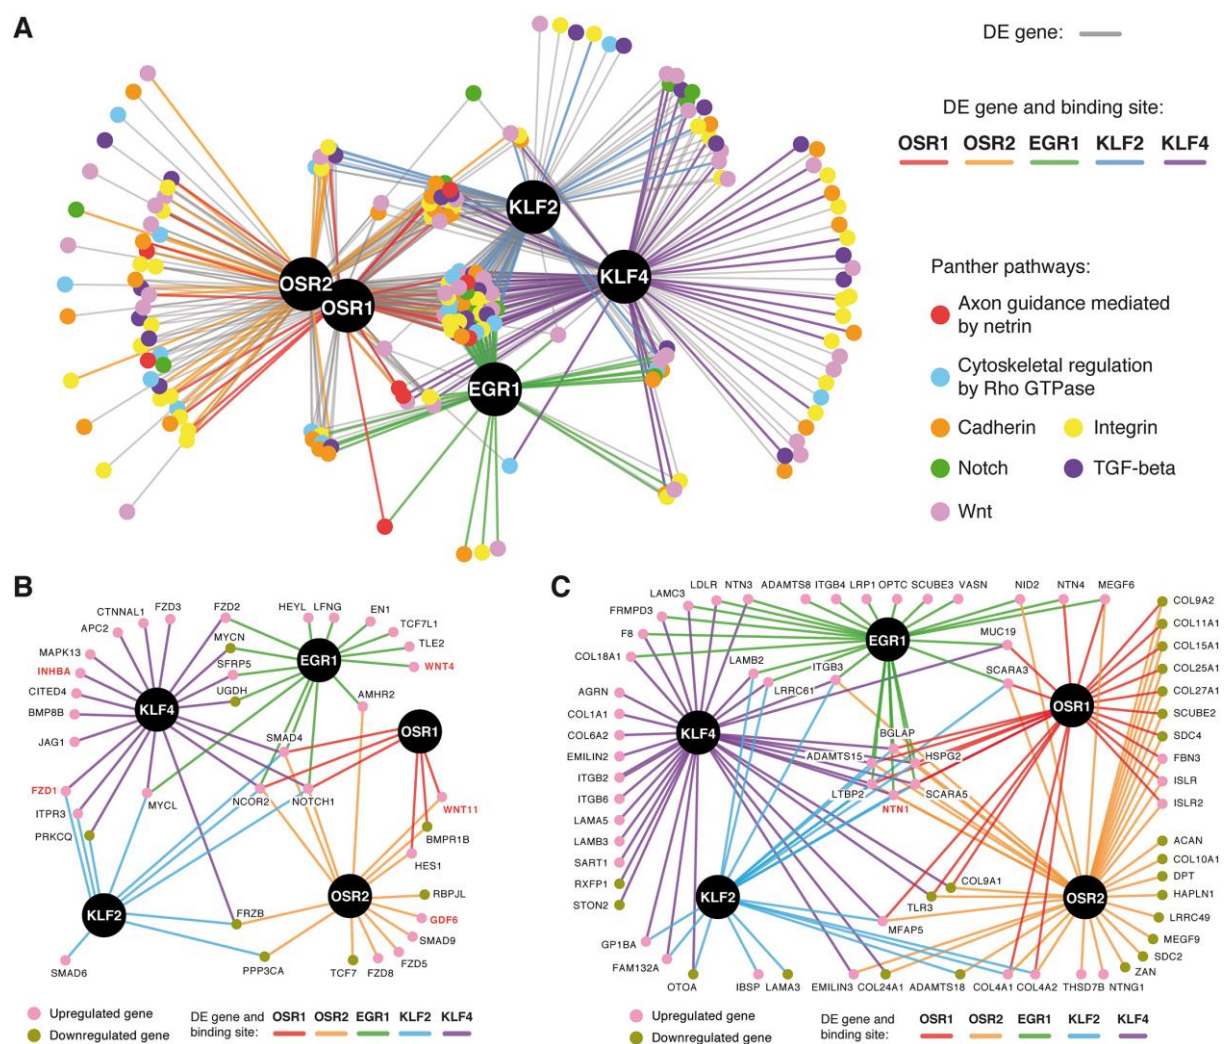 A
DE gene:
DE gene and binding site:
OSR1 OSR2 EGR1 KLF2 KLF4
KLF2
KLF4
OSR2
OSR1
EGR1
Panther pathways:
Axon guidance mediated
by netrin
Cytoskeletal regulation
by Rho GTPase
Cadherin Integrin
Notch TGF-beta
Wnt
B
CTNNAL1 FZD3 FZD2 HEYL LFNG EN1
APC2 MYCN TCF7L1
MAPK13 SFRP5 EGR1 TLE2
INHBA WNT4
CITED4 UGDH AMHR2
BMP8B KLF4 OSR1
JAG1 SMAD4
FZD1 MYCL NCOR2 NOTCH1 WNT11
ITPR3
PRKCQ BMPR1B
HES1
KLF2 OSR2 RBPJL
FRZB GDF6
SMAD9
SMAD6 PPP3CA TCF7 FZD8 FZD5
Upregulated gene
Downregulated gene
DE gene and
binding site:
OSR1 OSR2 EGR1 KLF2 KLF4
C
LDLR NTN3 ADAMTS8 ITGB4 LRP1 OPTC SCUBE3 VASN NID2 NTN4 MEGF6
LAMC3 COL9A2
FRMPD3 COL11A1
F8 EGR1 MUC19 COL15A1
COL18A1 LAMB2 ITGB3 SCARA3 COL25A1
AGRN LRRC61 COL27A1
COL1A1 OSR1 SCUBE2
COL6A2 KLF4 BGLAP SDC4
EMILIN2 ADAMTS15 HSPG2 FBN3
ITGB2 LTBP2 SCARA5 ISLR
ITGB6 NTN1 ISLR2
LAMA5
LAMB3 ACAN
SART1 COL10A1
RXFP1 COL9A1 DPT
STON2 KLF2 TLR3 OSR2 HAPLN1
MFAP5 LRRC49
GP1BA MEGF9
FAM132A SDC2
ZAN
OTOA IBSP LAMA3 EMILIN3 COL24A1 ADAMTS18 COL4A1 COL4A2 THSD7B NTNG1
Upregulated gene
Downregulated gene
DE gene and
binding site:
OSR1 OSR2 EGR1 KLF2 KLF4